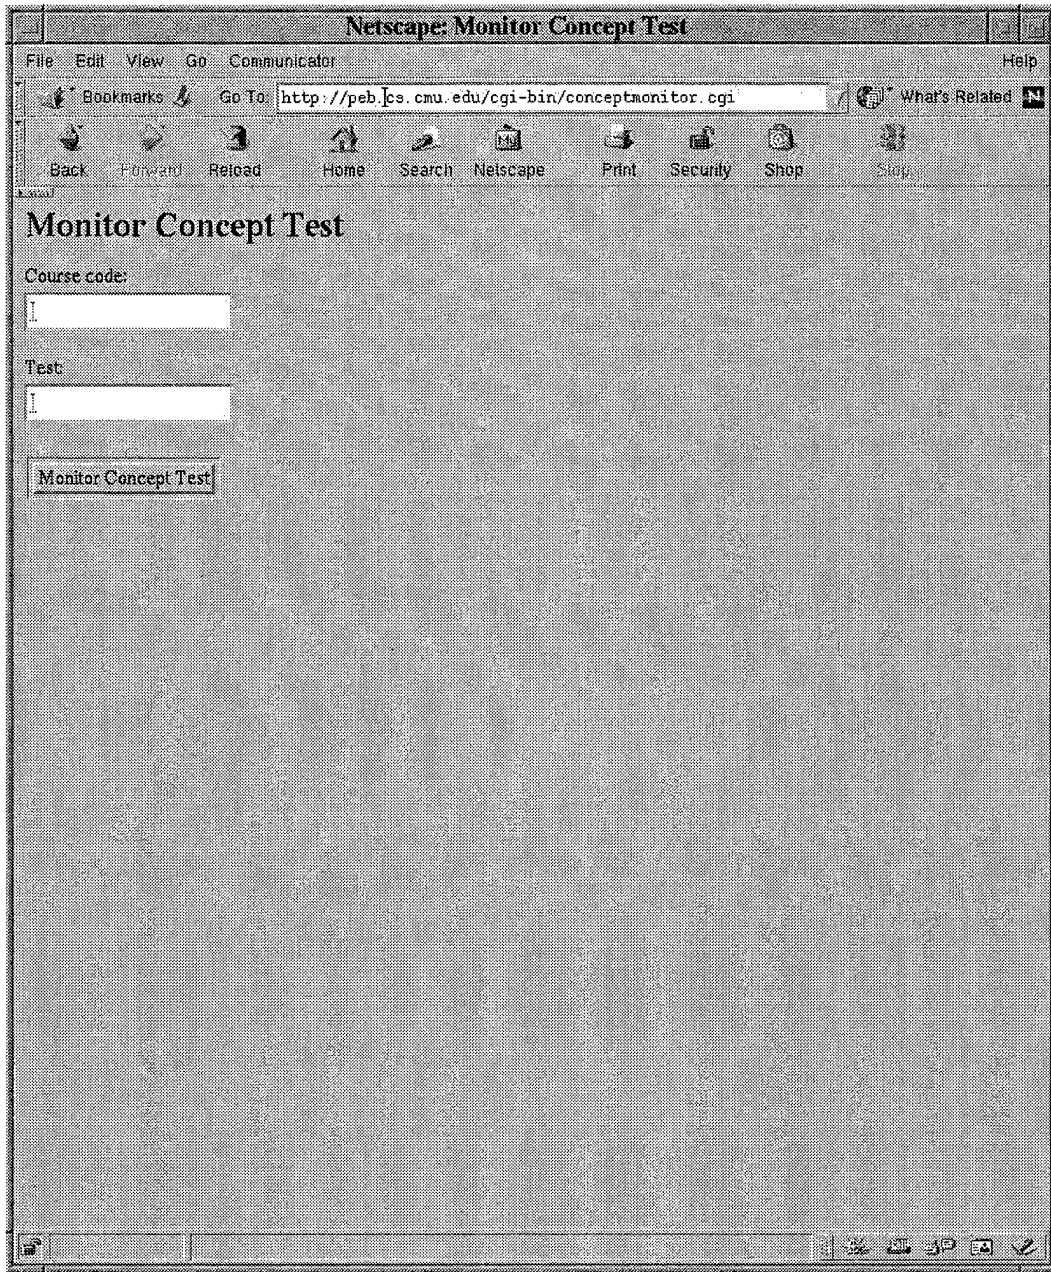 Netscape: Monitor Concept Test
File Edit View Go Communicator Help
Bookmarks Go To: http://peb.cs.cmu.edu/cgi-bin/conceptmonitor.cgi What's Related N
Back Forward Reload Home Search Netscape Print Security Shop Stop
Monitor Concept Test
Course code:
Test:
Monitor Concept Test